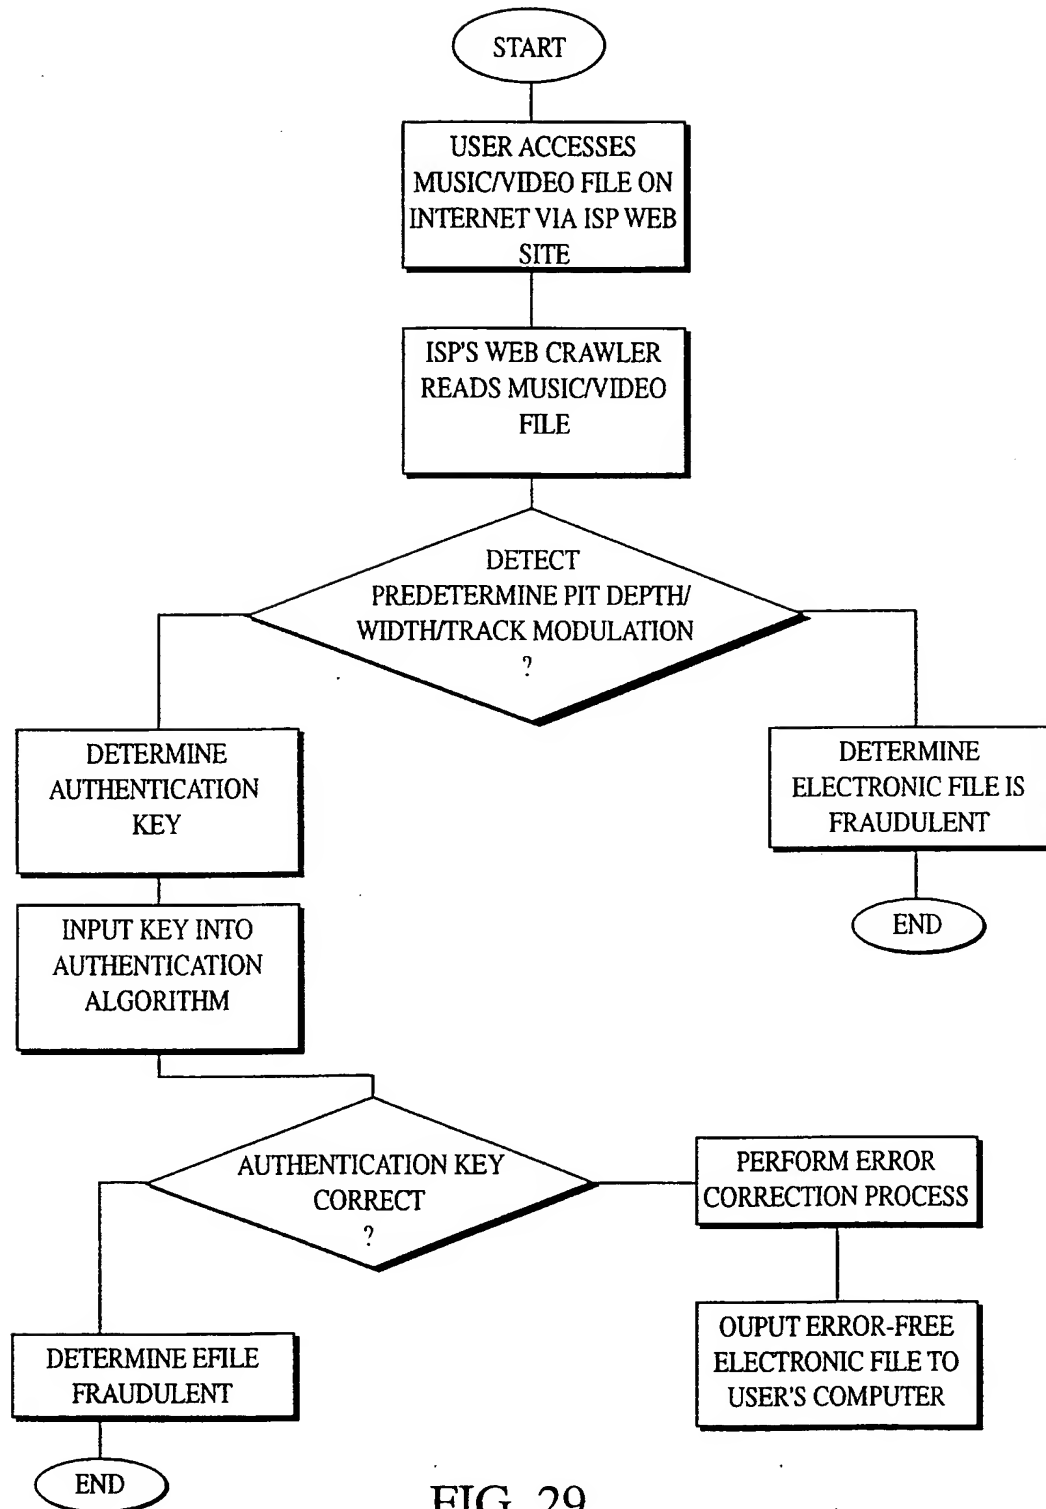 START
USER ACCESSES
MUSIC/VIDEO FILE ON
INTERNET VIA ISP WEB
SITE
ISP'S WEB CRAWLER
READS MUSIC/VIDEO
FILE
DETECT
PREDETERMINE PIT DEPTH/
WIDTH/TRACK MODULATION
?
DETERMINE
AUTHENTICATION
KEY
DETERMINE
ELECTRONIC FILE IS
FRAUDULENT
END
INPUT KEY INTO
AUTHENTICATION
ALGORITHM
AUTHENTICATION KEY
CORRECT
?
PERFORM ERROR
CORRECTION PROCESS
OUPUT ERROR-FREE
ELECTRONIC FILE TO
USER'S COMPUTER
DETERMINE EFILE
FRAUDULENT
END
FIG. 29